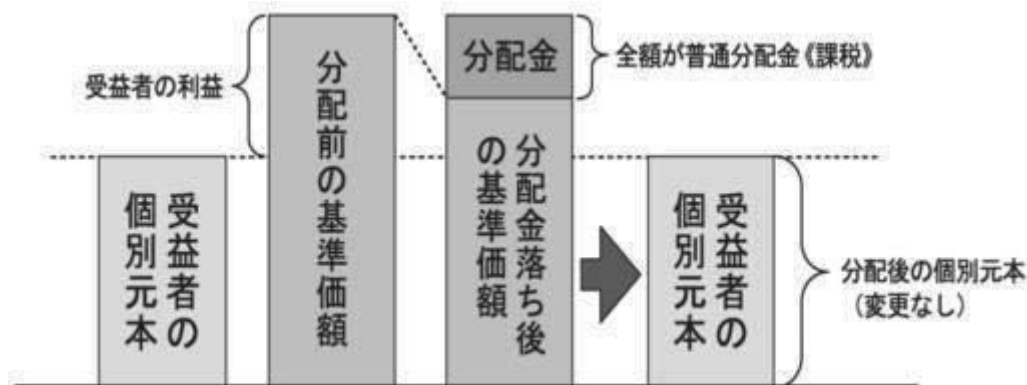 受益者の利益
受益者の
個別元本
分配前の基準価額
分配金
全額が普通分配金《課税》
分配金落ち後
の基準価額
受益者の
個別元本
分配後の個別元本
（変更なし）